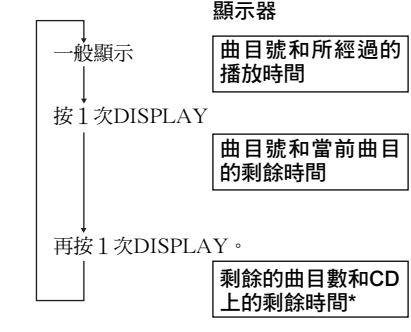 顯示器
一般顯示
曲目號和所經過的
播放時間
按1次DISPLAY
曲目號和當前曲目
的剩餘時間
再按1次DISPLAY。
剩餘的曲目數和CD
上的剩餘時間*